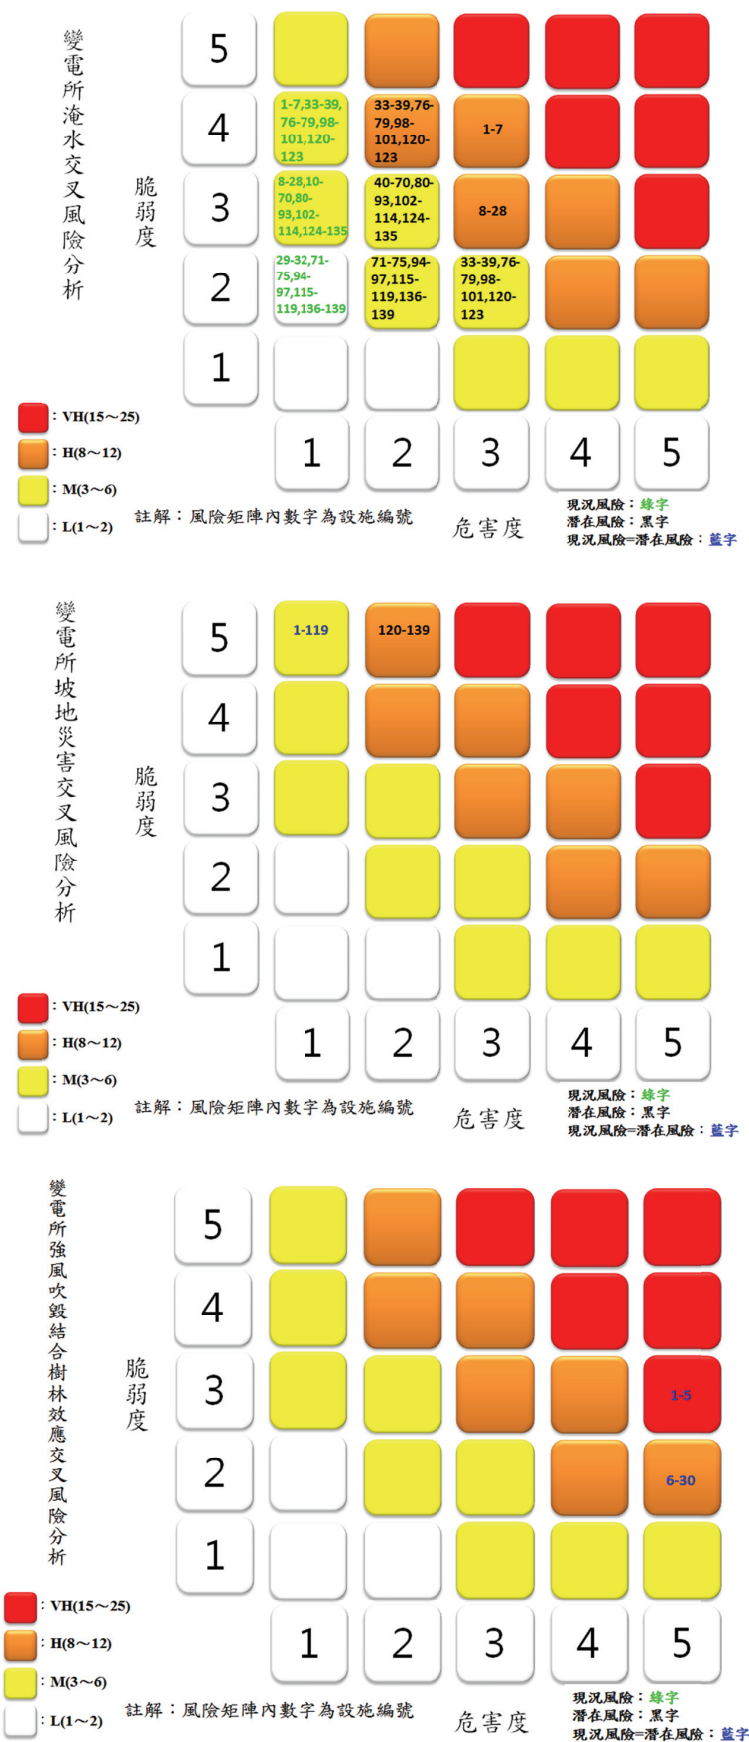 變電所淹水交叉風險分析
脆弱度
5
4
1-7,33-39,
76-79,98-
101,120-
123
33-39,76-
79,98-
101,120-
123
1-7
3
8-28,10-
70,80-
93,102-
114,124-135
40-70,80-
93,102-
114,124-
135
8-28
2
29-32,71-
75,94-
97,115-
119,136-139
71-75,94-
97,115-
119,136-
139
33-39,76-
79,98-
101,120-
123
1
1
2
3
4
5
：VH(15～25)
：H(8～12)
：M(3～6)
：L(1～2)
註解：風險矩陣內數字為設施編號
危害度
現況風險：綠字
潛在風險：黑字
現況風險=潛在風險：藍字
變電所坡地災害交叉風險分析
脆弱度
5
1-119
120-139
4
3
2
1
1
2
3
4
5
：VH(15～25)
：H(8～12)
：M(3～6)
：L(1～2)
註解：風險矩陣內數字為設施編號
危害度
現況風險：綠字
潛在風險：黑字
現況風險=潛在風險：藍字
變電所強風吹毀結合樹林效應交叉風險分析
脆弱度
5
4
3
1-5
2
6-30
1
1
2
3
4
5
：VH(15～25)
：H(8～12)
：M(3～6)
：L(1～2)
註解：風險矩陣內數字為設施編號
危害度
現況風險：綠字
潛在風險：黑字
現況風險=潛在風險：藍字